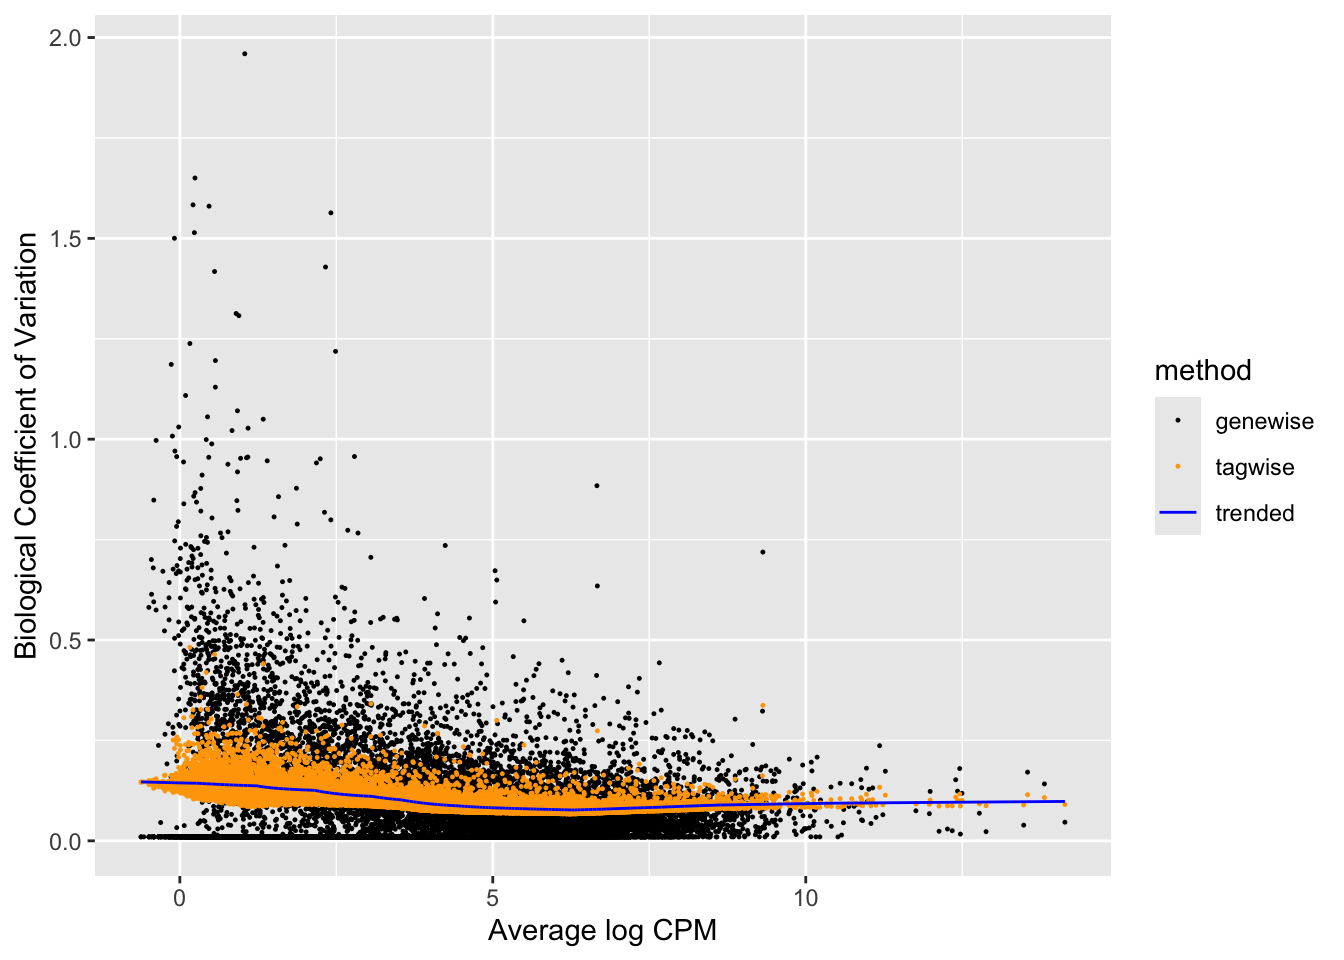 2.0
1.5
1.0
0.5
0.0
Biological Coefficient of Variation
0
5
10
Average log CPM
method
genewise
tagwise
trended